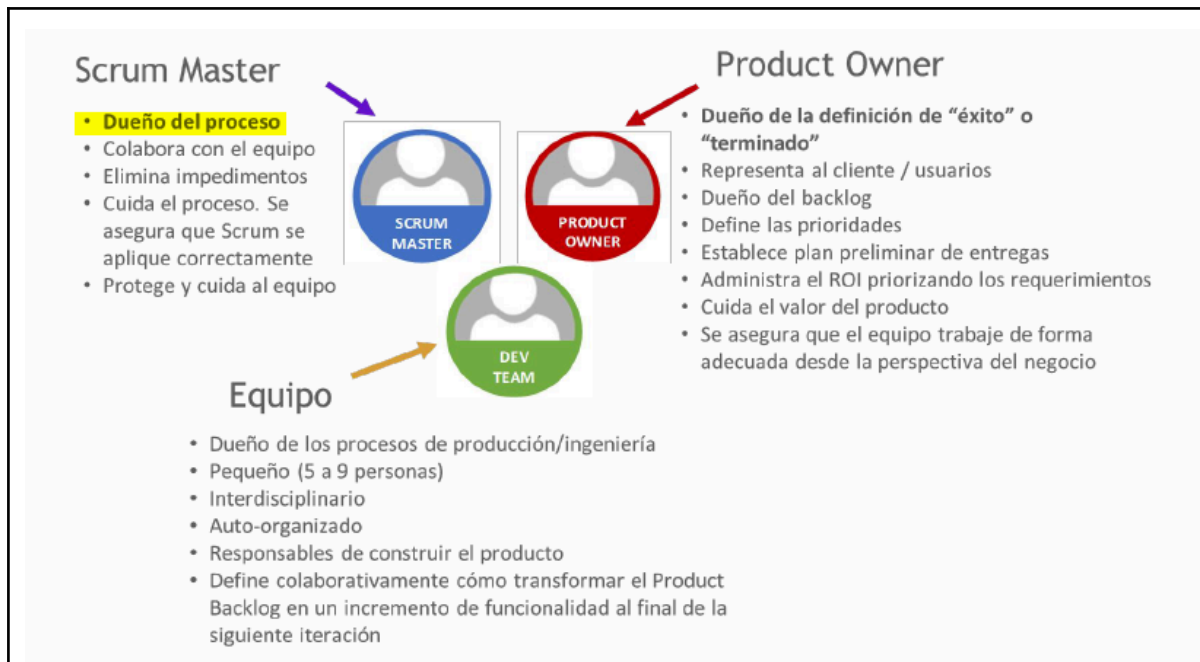 Scrum Master
• Dueño del proceso
• Colabora con el equipo
• Elimina impedimentos
• Cuida el proceso. Se
asegura que Scrum se
aplique correctamente
• Protege y cuida al equipo
SCRUM
MASTER
PRODUCT
OWNER
DEV
TEAM
Product Owner
• Dueño de la definición de “éxito” o
“terminado”
• Representa al cliente / usuarios
• Dueño del backlog
• Define las prioridades
• Establece plan preliminar de entregas
• Administra el ROI priorizando los requerimientos
• Cuida el valor del producto
• Se asegura que el equipo trabaje de forma
adecuada desde la perspectiva del negocio
Equipo
• Dueño de los procesos de producción/ingeniería
• Pequeño (5 a 9 personas)
• Interdisciplinario
• Auto-organizado
• Responsables de construir el producto
• Define colaborativamente cómo transformar el Product
Backlog en un incremento de funcionalidad al final de la
siguiente iteración